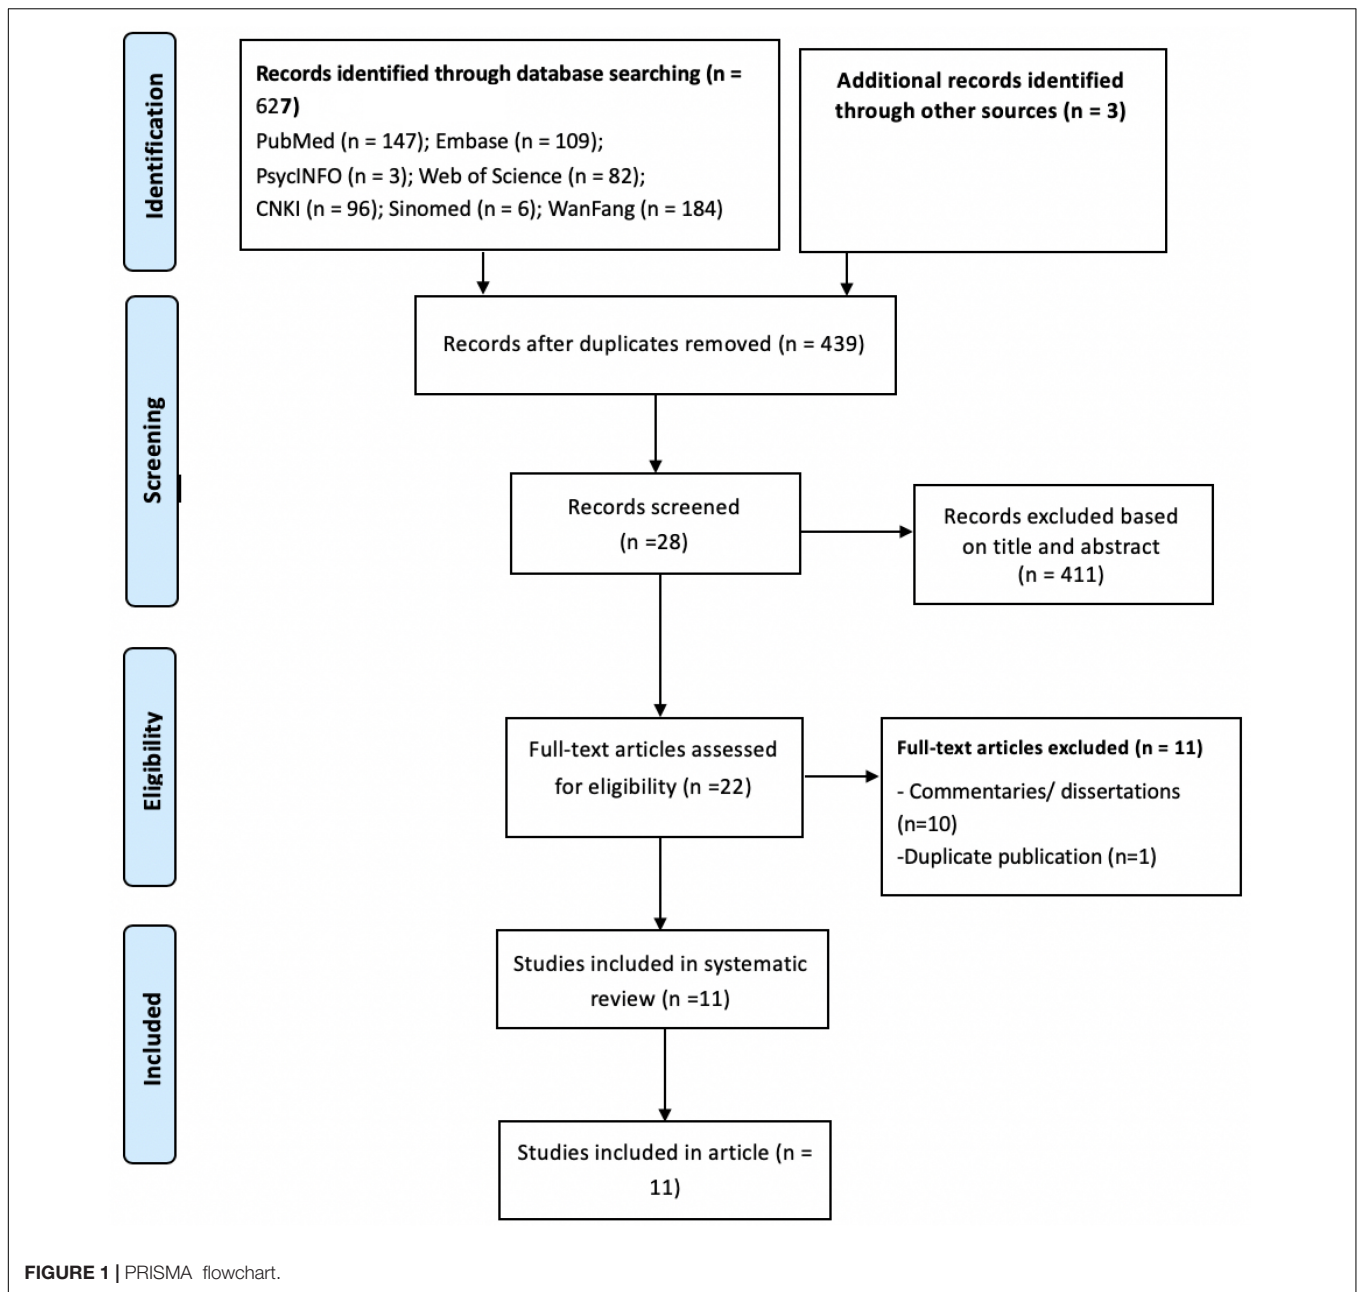 Identification
Records identified through database searching (n =
627)
PubMed (n = 147); Embase (n = 109);
PsycINFO (n = 3); Web of Science (n = 82);
CNKI (n = 96); Sinomed (n = 6); WanFang (n = 184)
Additional records identified
through other sources (n = 3)
Screening
Records after duplicates removed (n = 439)
Records screened
(n =28)
Records excluded based
on title and abstract
(n = 411)
Eligibility
Full-text articles assessed
for eligibility (n =22)
Full-text articles excluded (n = 11)
- Commentaries/ dissertations
(n=10)
-Duplicate publication (n=1)
Included
Studies included in systematic
review (n =11)
Studies included in article (n =
11)
FIGURE 1 | PRISMA flowchart.